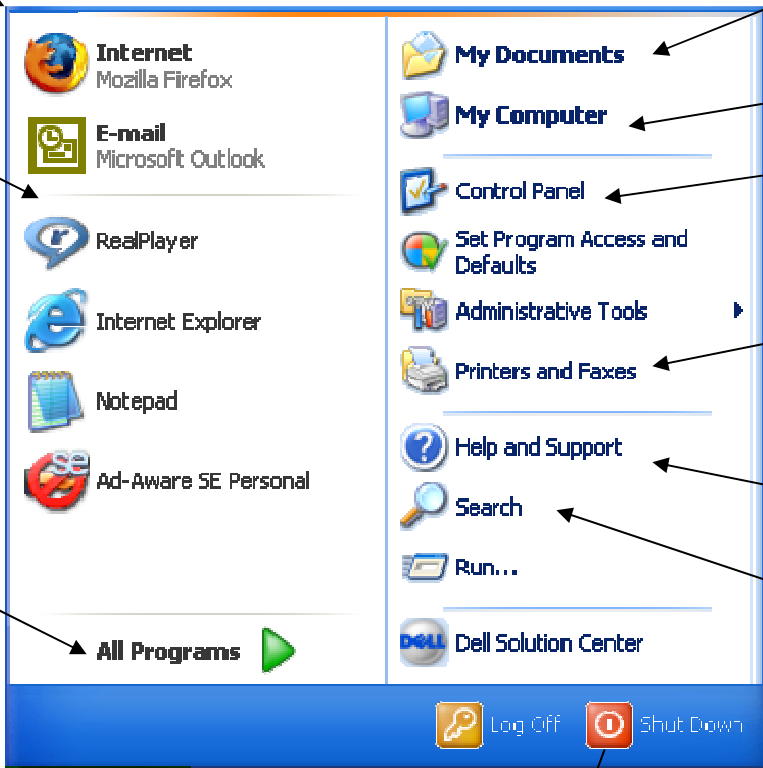 Internet
Mozilla Firefox
E-mail
Microsoft Outlook
RealPlayer
Internet Explorer
Notepad
se
Ad-Aware SE Personal
All Programs
My Documents
My Computer
Control Panel
Set Program Access and
Defaults
Administrative Tools
Printers and Faxes
Help and Support
Search
Run...
DELL
Dell Solution Center
Log Off
Shut Down